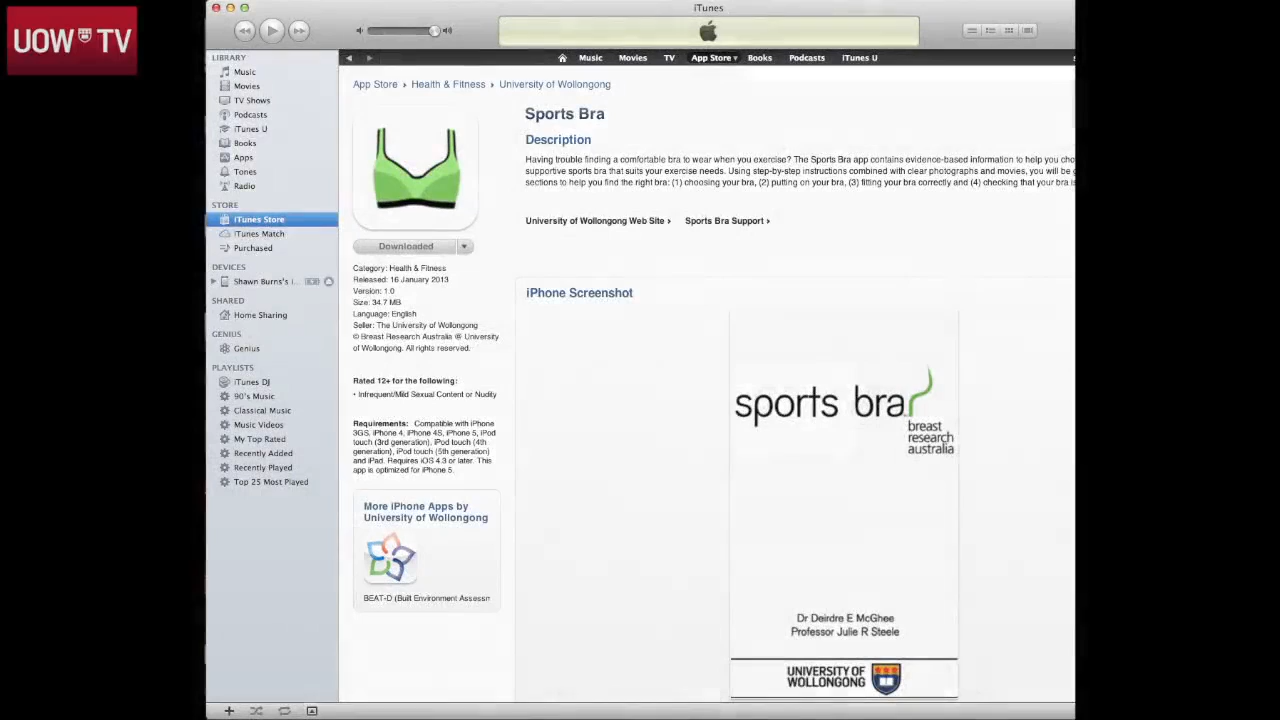 UOW TV
iTunes
LIBRARY
Music
Movies
TV Shows
Podcasts
iTunes U
Books
Apps
Tones
Radio
STORE
iTunes Store
iTunes Match
Purchased
DEVICES
Shawn Burns's i...
SHARED
Home Sharing
GENIUS
Genius
PLAYLISTS
iTunes DJ
90's Music
Classical Music
Music Videos
My Top Rated
Recently Added
Recently Played
Top 25 Most Played
Music Movies TV App Store Books Podcasts iTunes U
App Store › Health & Fitness › University of Wollongong
Downloaded
Category: Health & Fitness
Released: 16 January 2013
Version: 1.0
Size: 34.7 MB
Language: English
Seller: The University of Wollongong
© Breast Research Australia @ University
of Wollongong. All rights reserved.
Rated 12+ for the following:
• Infrequent/Mild Sexual Content or Nudity
Requirements: Compatible with iPhone
3GS, iPhone 4, iPhone 4S, iPhone 5, iPod
touch (3rd generation), iPod touch (4th
generation), iPod touch (5th generation)
and iPad. Requires iOS 4.3 or later. This
app is optimized for iPhone 5.
More iPhone Apps by
University of Wollongong
BEAT-D (Built Environment Assessm
Sports Bra
Description
Having trouble finding a comfortable bra to wear when you exercise? The Sports Bra app contains evidence-based information to help you cho
supportive sports bra that suits your exercise needs. Using step-by-step instructions combined with clear photographs and movies, you will be g
sections to help you find the right bra: (1) choosing your bra, (2) putting on your bra, (3) fitting your bra correctly and (4) checking that your bra is
University of Wollongong Web Site › Sports Bra Support ›
iPhone Screenshot
sports bra
breast
research
australia
Dr Deirdre E McGhee
Professor Julie R Steele
UNIVERSITY OF
WOLLONGONG